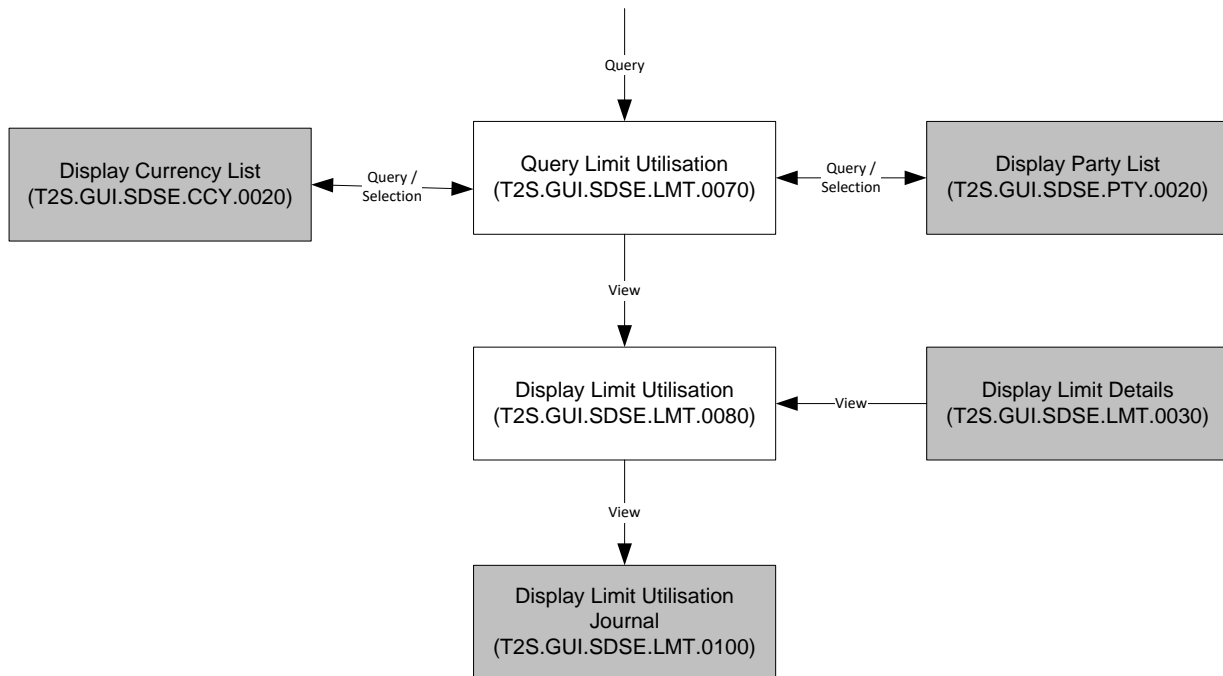 Query
Display Currency List
(T2S.GUI.SDSE.CCY.0020)
Query /
Selection
Query Limit Utilisation
(T2S.GUI.SDSE.LMT.0070)
Query /
Selection
Display Party List
(T2S.GUI.SDSE.PTY.0020)
View
Display Limit Utilisation
(T2S.GUI.SDSE.LMT.0080)
View
Display Limit Details
(T2S.GUI.SDSE.LMT.0030)
View
Display Limit Utilisation
Journal
(T2S.GUI.SDSE.LMT.0100)